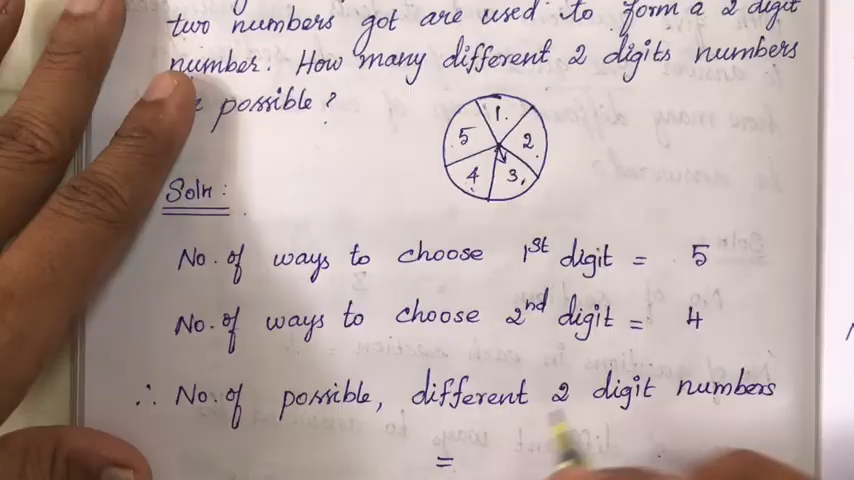 two numbers got are used to form a 2 digit
number. How many different 2 digits numbers
possible?
1.
5
2.
4
3.
Soln:
No. of ways to choose 1st digit = 5
No. of ways to choose 2nd digit = 4
∴ No. of possible, different 2 digit numbers
=